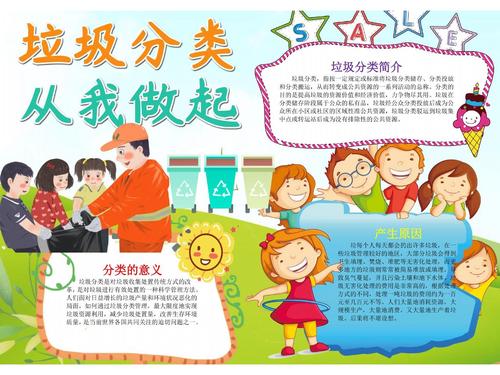 垃圾分类
从我做起
SALE
垃圾分类简介
垃圾分类，指按一定规定或标准将垃圾分类储存、分类投放
和分类搬运，从而转变成公共资源的一系列活动的总称。分类的
目的是提高垃圾的资源价值和经济价值，力争物尽其用。垃圾在
分类储存阶段属于公众的私有品，垃圾经公众分类投放后成为公
众所在小区或社区的区域性准公共资源，垃圾分类驳运到垃圾集
中点或转运站后成为没有排除性的公共资源。
产生原因
每个人每天都会扔出许多垃圾，在一
些垃圾管理较好的地区，大部分垃圾会得到
卫生填埋、焚烧、堆肥等无害化处理，而更
多地方的垃圾则常常被简易堆放或填埋，导
致臭气蔓延，并且污染土壤和地下水体。垃
圾无害化处理的费用是非常高的，根据处理
方式的不同，处理一吨垃圾的费用约为一百
元至几百元不等。人们大量地消耗资源，大
规模生产，大量地消费，又大量地生产着垃
圾。后果将不堪设想。
分类的意义
垃圾分类是对垃圾收集处置传统方式的改
革，是对垃圾进行有效处置的一种科学管理方法。
人们面对日益增长的垃圾产量和环境状况恶化的
局面，如何通过垃圾分类管理，最大限度地实现
垃圾资源利用，减少垃圾处置量，改善生存环境
质量，是当前世界各国共同关注的迫切问题之一。